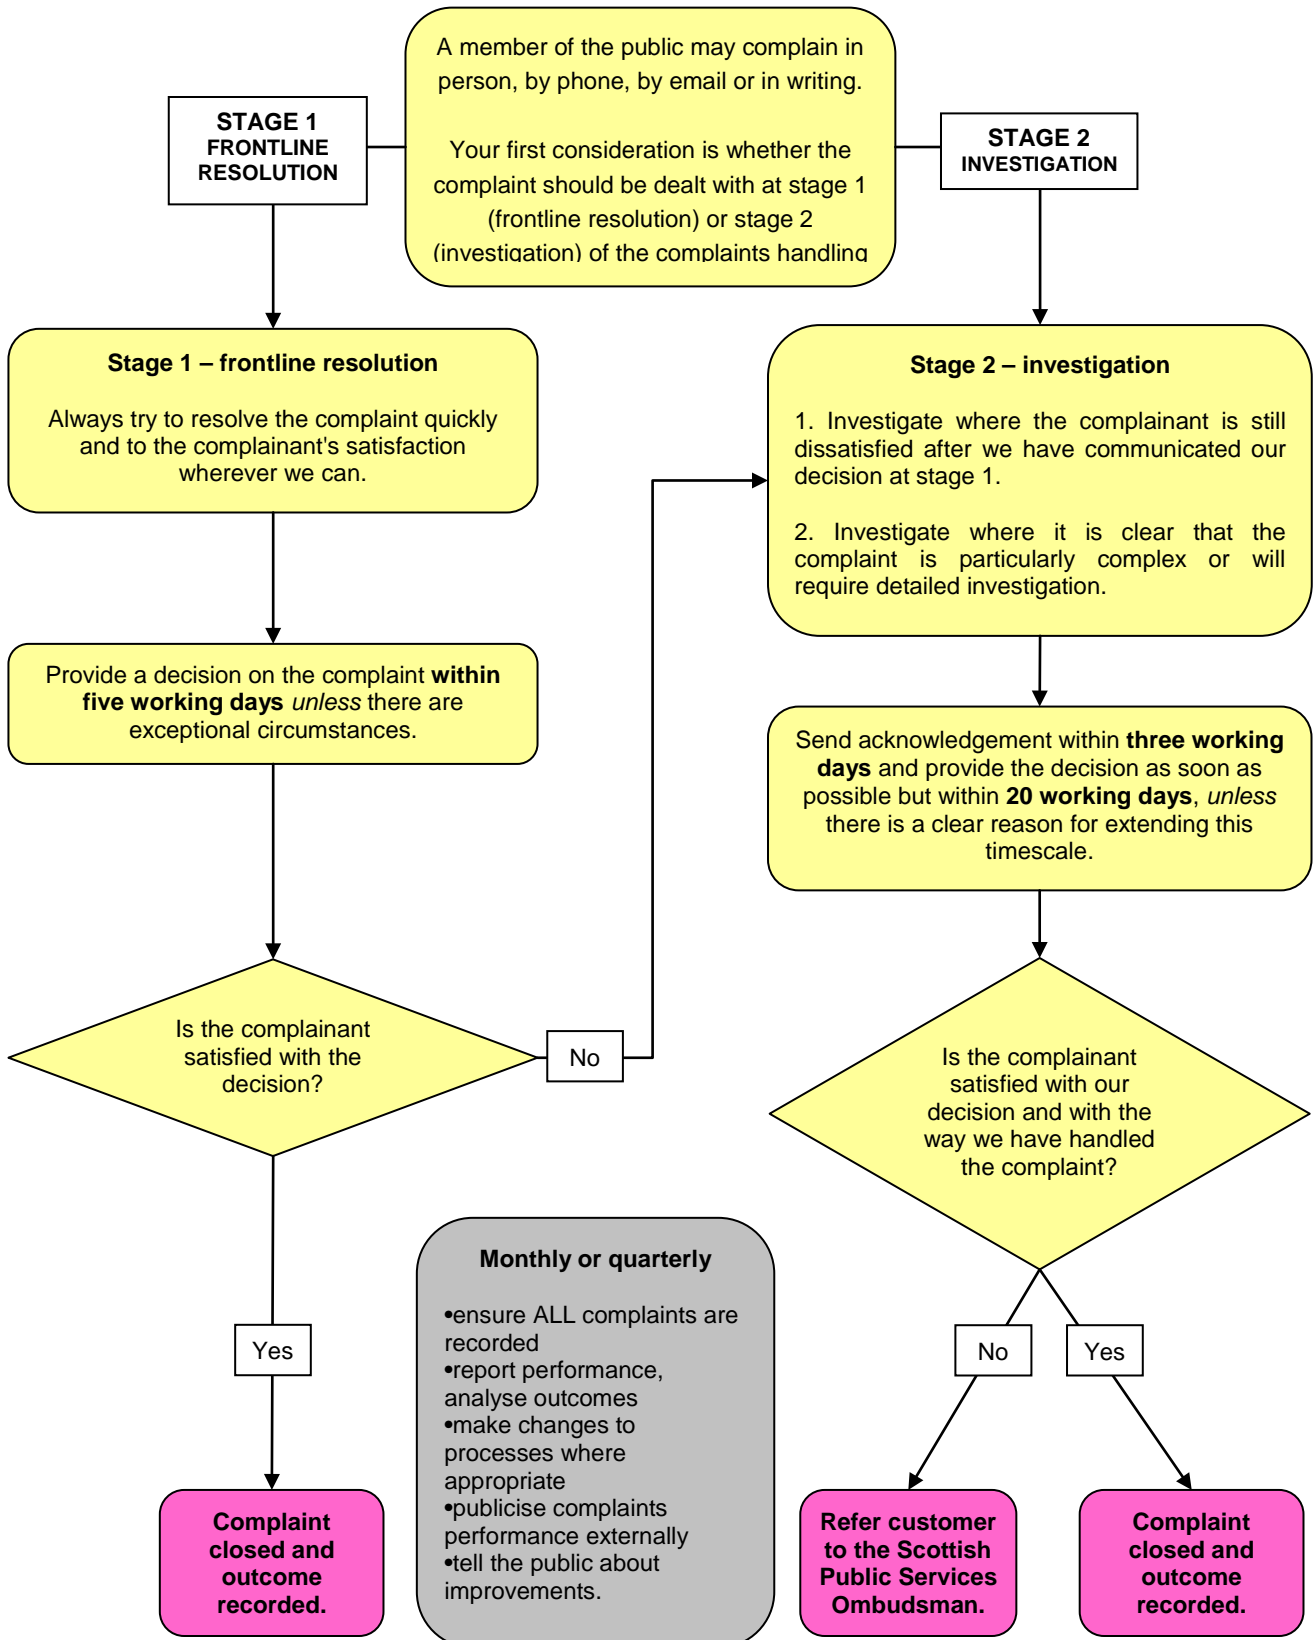 A member of the public may complain in
person, by phone, by email or in writing.
Your first consideration is whether the
complaint should be dealt with at stage 1
(frontline resolution) or stage 2
(investigation) of the complaints handling
STAGE 1
FRONTLINE
RESOLUTION
STAGE 2
INVESTIGATION
Stage 1 – frontline resolution
Always try to resolve the complaint quickly
and to the complainant's satisfaction
wherever we can.
Provide a decision on the complaint within
five working days unless there are
exceptional circumstances.
Is the complainant
satisfied with the
decision?
No
Yes
Complaint
closed and
outcome
recorded.
Stage 2 – investigation
1. Investigate where the complainant is still
dissatisfied after we have communicated our
decision at stage 1.
2. Investigate where it is clear that the
complaint is particularly complex or will
require detailed investigation.
Send acknowledgement within three working
days and provide the decision as soon as
possible but within 20 working days, unless
there is a clear reason for extending this
timescale.
Is the complainant
satisfied with our
decision and with the
way we have handled
the complaint?
No
Yes
Refer customer
to the Scottish
Public Services
Ombudsman.
Complaint
closed and
outcome
recorded.
Monthly or quarterly
•ensure ALL complaints are
recorded
•report performance,
analyse outcomes
•make changes to
processes where
appropriate
•publicise complaints
performance externally
•tell the public about
improvements.